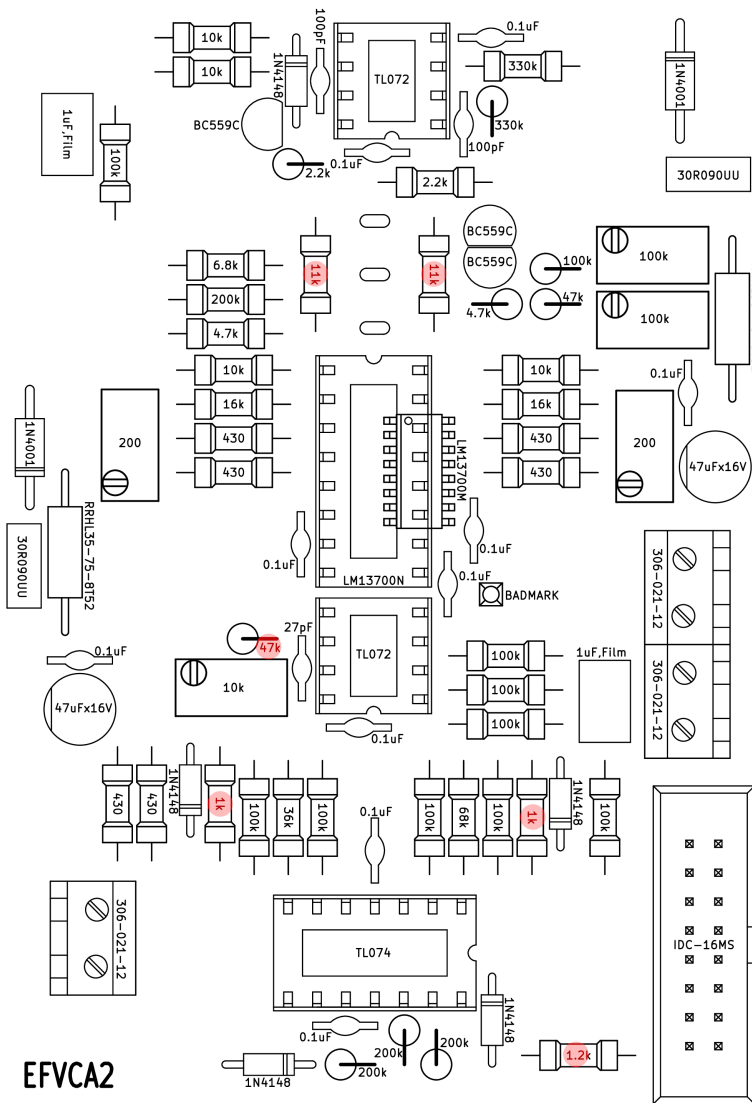 10k
10k
1N4148
100pF
TL072
0.1uF
330k
330k
100pF
1N4001
BC559C
2.2k
0.1uF
2.2k
30R090UU
1uF,Film
100k
BC559C
BC559C
6.8k
200k
4.7k
11k
11k
100k
47k
4.7k
100k
100k
10k
16k
430
430
10k
16k
430
430
0.1uF
200
200
1N4001
47uFx16V
LM13700M
RRHL35-75-8T52
30R090UU
0.1uF
0.1uF
LM13700N
0.1uF
BADMARK
306-021-12
306-021-12
47k
27pF
TL072
0.1uF
47uFx16V
10k
100k
100k
100k
1uF,Film
0.1uF
430
430
1N4148
1k
100k
36k
100k
0.1uF
100k
68k
100k
1k
1N4148
100k
306-021-12
TL074
IDC-16MS
0.1uF
200k
200k
200k
1N4148
1N4148
1.2k
EFVCA2